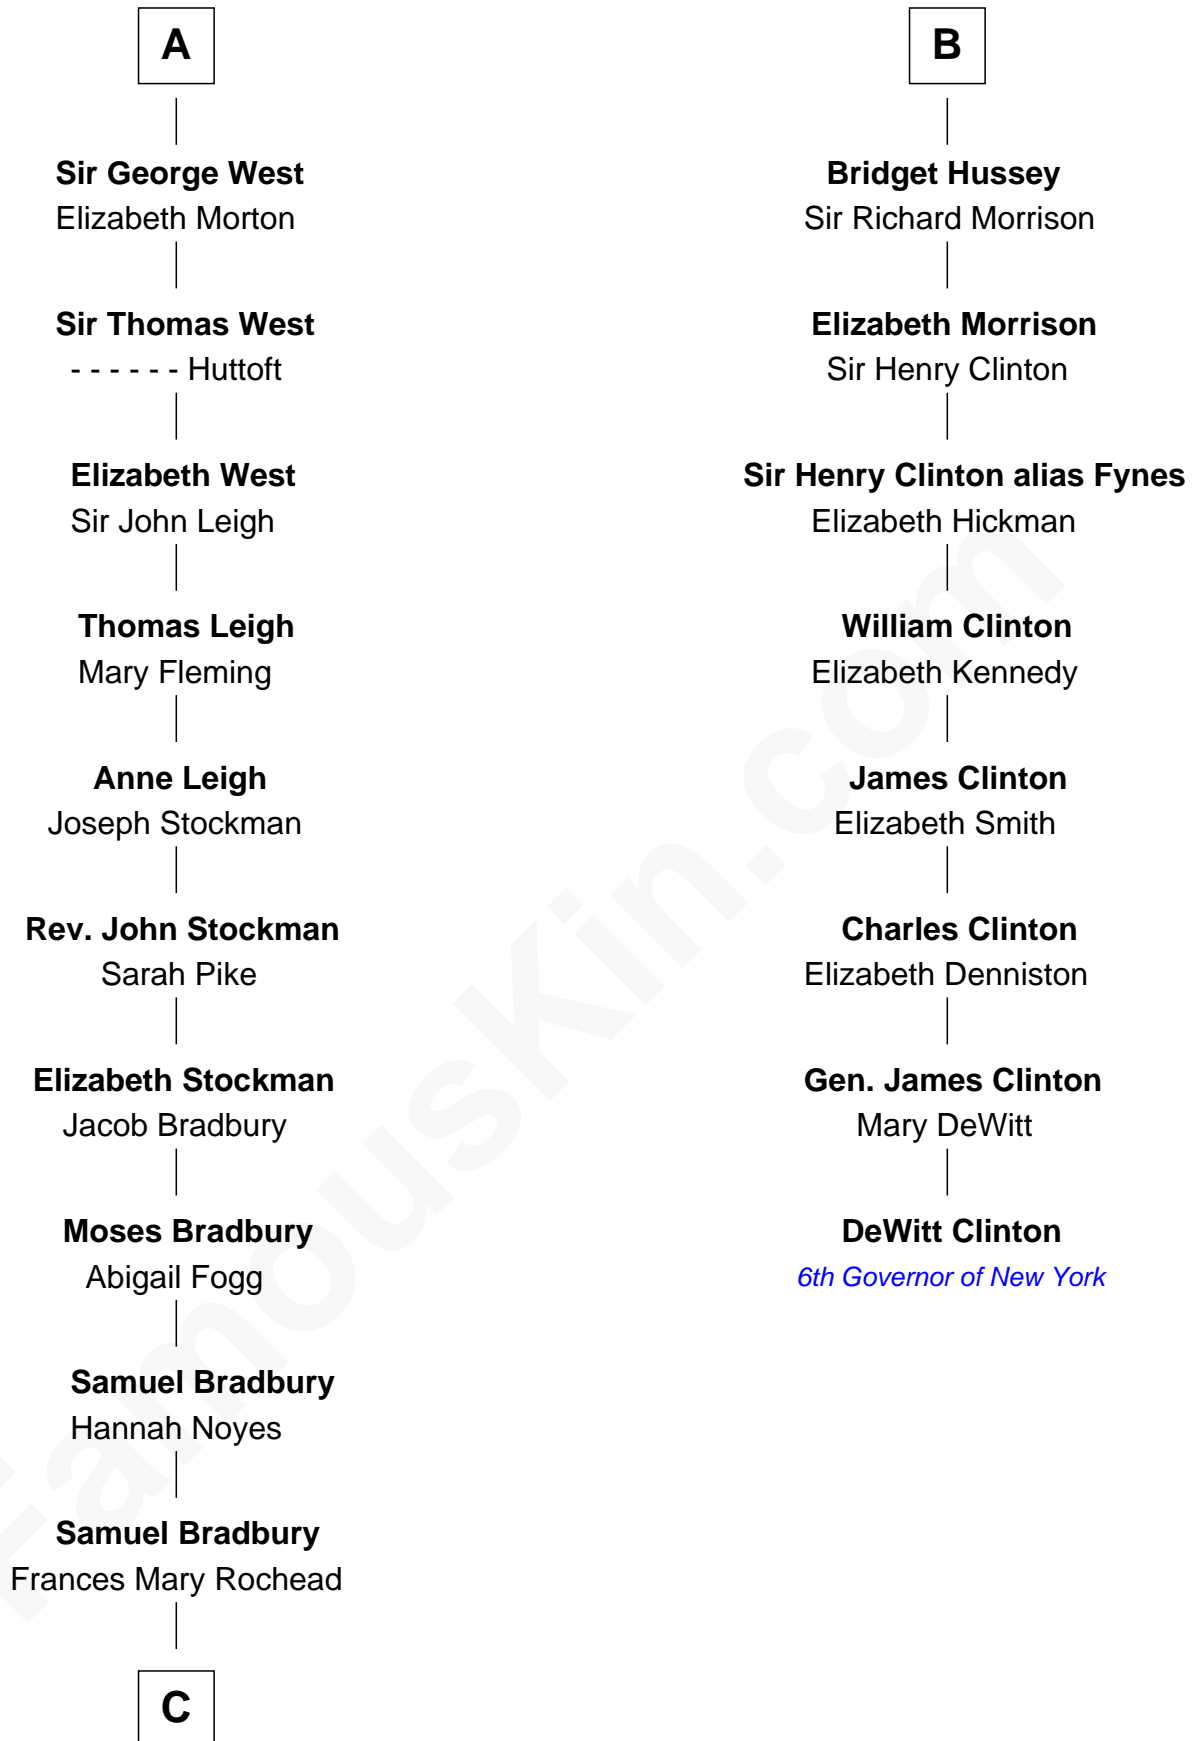 A
Sir George West
Elizabeth Morton
Sir Thomas West
- - - - - - Huttoft
Elizabeth West
Sir John Leigh
Thomas Leigh
Mary Fleming
Anne Leigh
Joseph Stockman
Rev. John Stockman
Sarah Pike
Elizabeth Stockman
Jacob Bradbury
Moses Bradbury
Abigail Fogg
Samuel Bradbury
Hannah Noyes
Samuel Bradbury
Frances Mary Rochead
C
B
Bridget Hussey
Sir Richard Morrison
Elizabeth Morrison
Sir Henry Clinton
Sir Henry Clinton alias Fynes
Elizabeth Hickman
William Clinton
Elizabeth Kennedy
James Clinton
Elizabeth Smith
Charles Clinton
Elizabeth Denniston
Gen. James Clinton
Mary DeWitt
DeWitt Clinton
6th Governor of New York
FamousKin.com